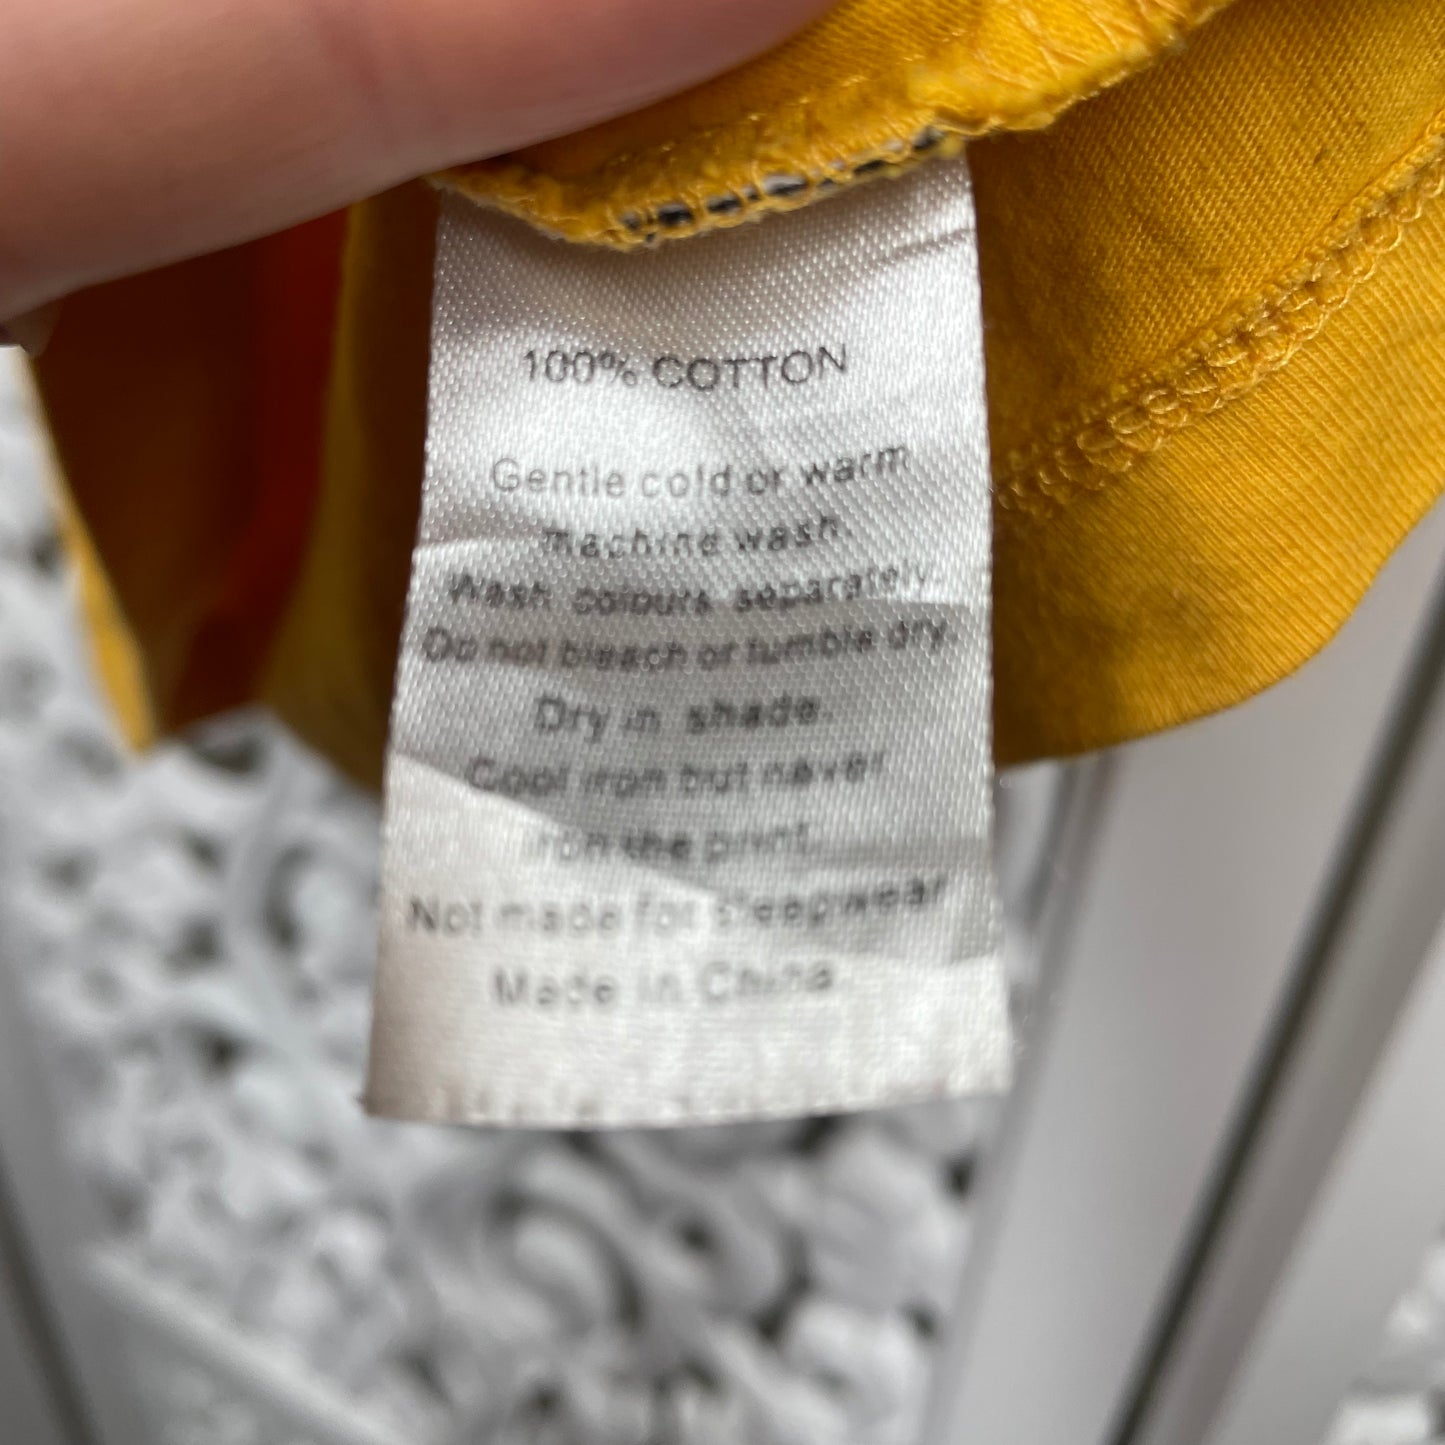 100% COTTON
Gentle cold or warm
machine wash.
Wash colours separately.
Do not bleach or tumble dry.
Dry in shade.
Cool iron but never
iron the print.
Not made for sleepwear
Made in China